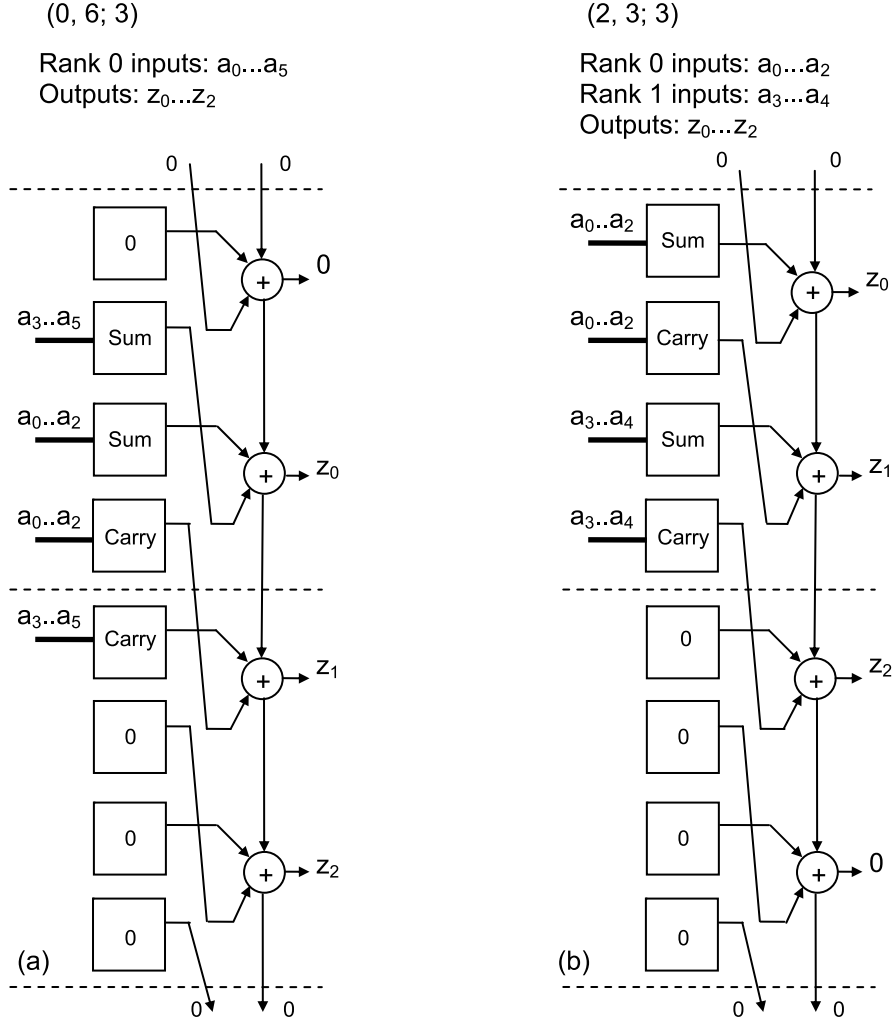 (0, 6; 3)
Rank 0 inputs: a₀...a₅
Outputs: z₀...z₂
0 0
0
+
0
a₃..a₅
Sum
a₀..a₂
Sum
+
z₀
a₀..a₂
Carry
a₃..a₅
Carry
+
z₁
0
0
+
z₂
0
(a)
0 0
(2, 3; 3)
Rank 0 inputs: a₀...a₂
Rank 1 inputs: a₃...a₄
Outputs: z₀...z₂
0 0
a₀..a₂
Sum
+
z₀
a₀..a₂
Carry
a₃..a₄
Sum
+
z₁
a₃..a₄
Carry
0
+
z₂
0
0
+
0
0
(b)
0 0